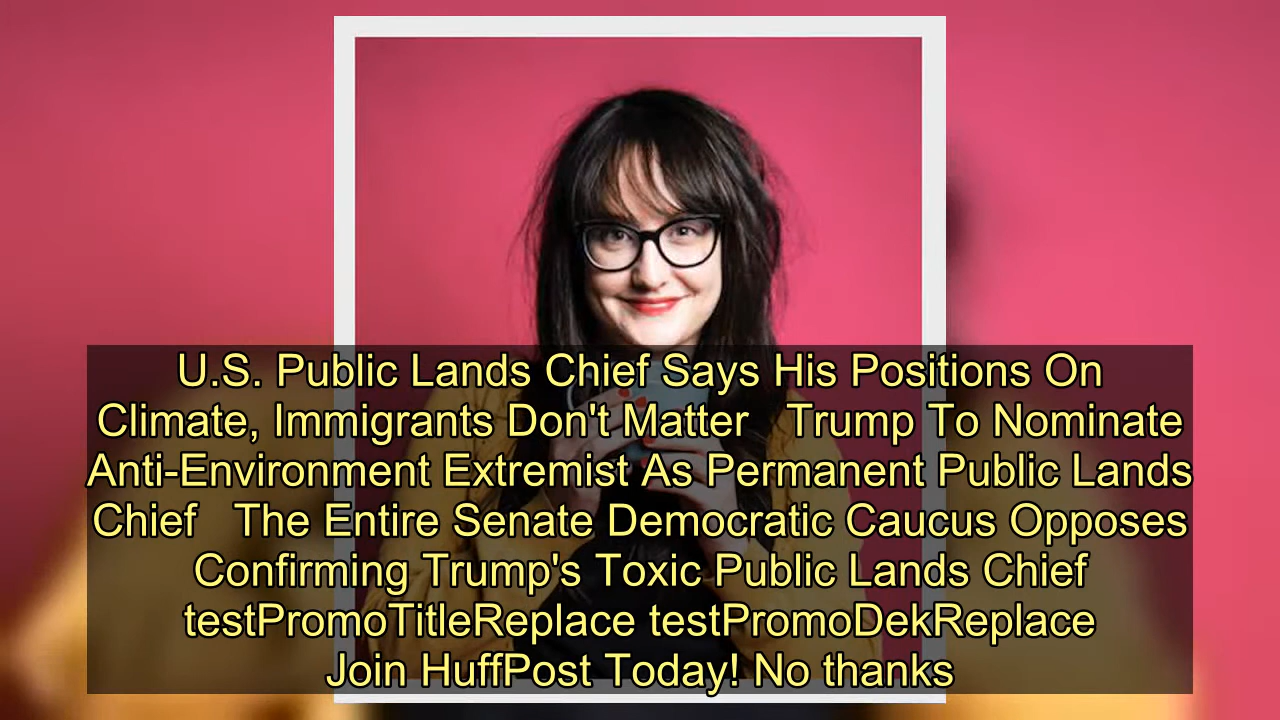 U.S. Public Lands Chief Says His Positions On
Climate, Immigrants Don't Matter   Trump To Nominate
Anti-Environment Extremist As Permanent Public Lands
Chief   The Entire Senate Democratic Caucus Opposes
Confirming Trump's Toxic Public Lands Chief
testPromoTitleReplace testPromoDekReplace
Join HuffPost Today! No thanks